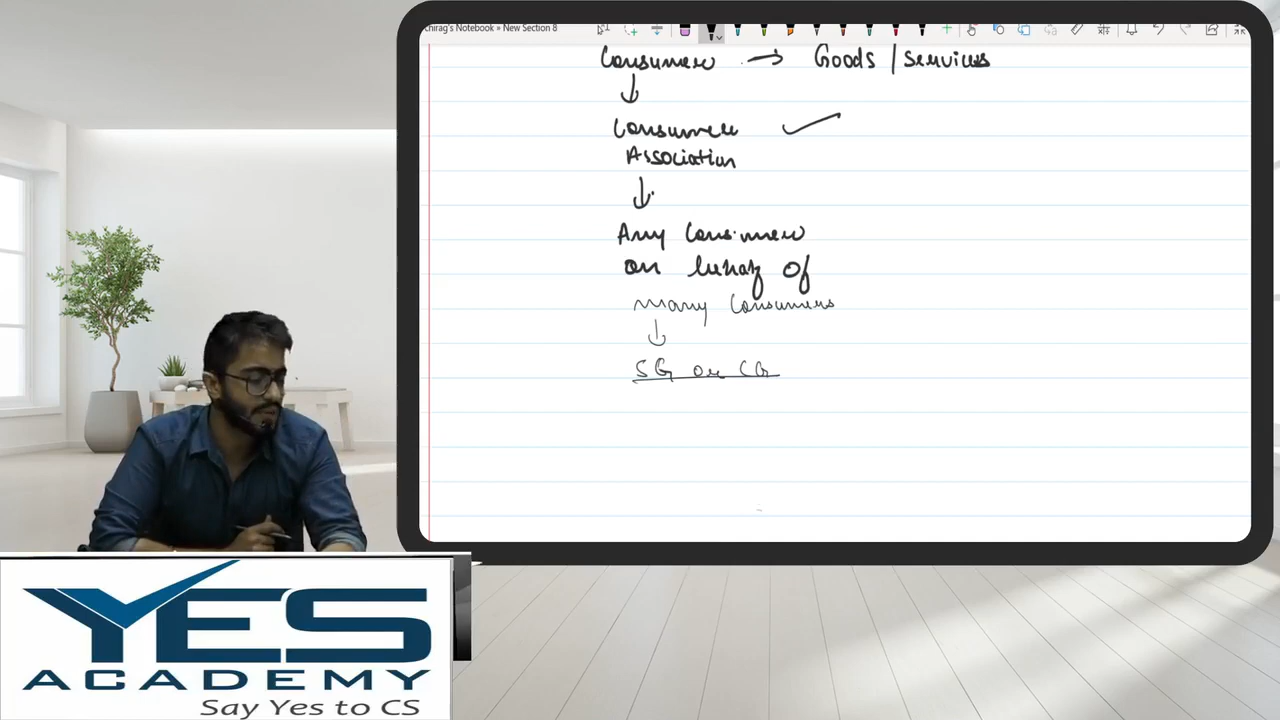 chirag's Notebook » New Section 8
Consumer → Goods / Services
Consumer
Association
Any Consumer
on behalf of
many Consumers
SG or CG
YES
ACADEMY
Say Yes to CS